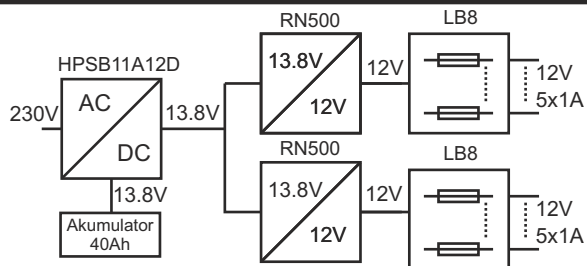 RN500
LB8
HPSB11A12D
13.8V
12V
12V
12V
5x1A
AC
230V
13.8V
DC
RN500
LB8
13.8V
13.8V
12V
12V
12V
5x1A
Akumulator
40Ah